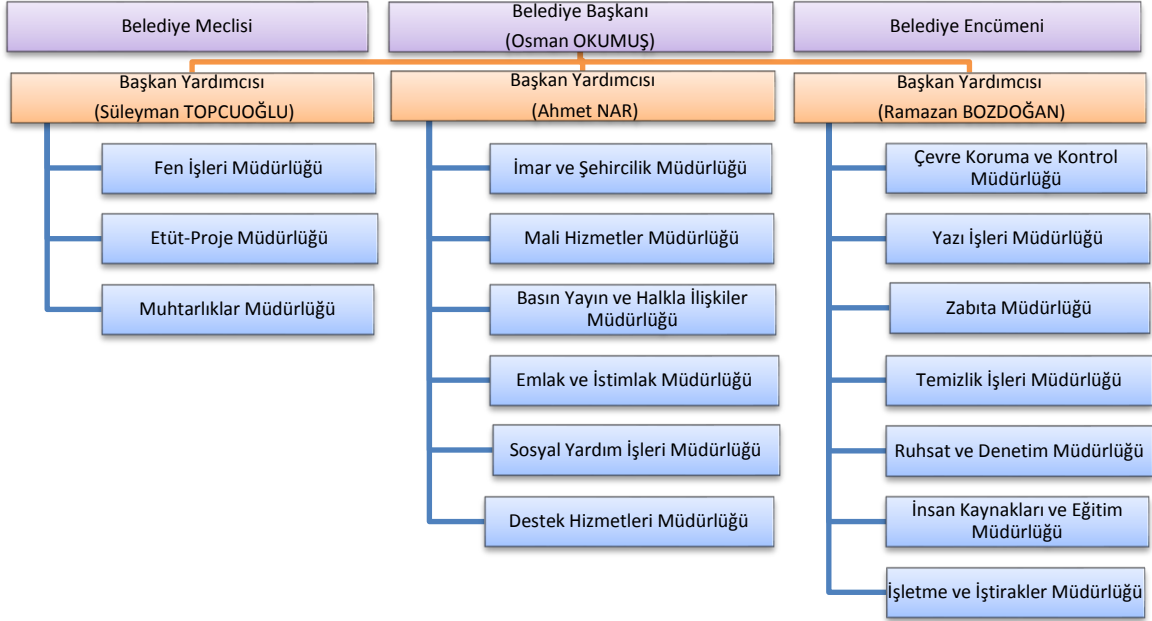 Belediye Meclisi
Belediye Başkanı
(Osman OKUMUŞ)
Belediye Encümeni
Başkan Yardımcısı
(Süleyman TOPCUOĞLU)
Başkan Yardımcısı
(Ahmet NAR)
Başkan Yardımcısı
(Ramazan BOZDOĞAN)
Fen İşleri Müdürlüğü
Etüt-Proje Müdürlüğü
Muhtarlıklar Müdürlüğü
İmar ve Şehircilik Müdürlüğü
Mali Hizmetler Müdürlüğü
Basın Yayın ve Halkla İlişkiler
Müdürlüğü
Emlak ve İstimlak Müdürlüğü
Sosyal Yardım İşleri Müdürlüğü
Destek Hizmetleri Müdürlüğü
Çevre Koruma ve Kontrol
Müdürlüğü
Yazı İşleri Müdürlüğü
Zabıta Müdürlüğü
Temizlik İşleri Müdürlüğü
Ruhsat ve Denetim Müdürlüğü
İnsan Kaynakları ve Eğitim
Müdürlüğü
İşletme ve İştirakler Müdürlüğü